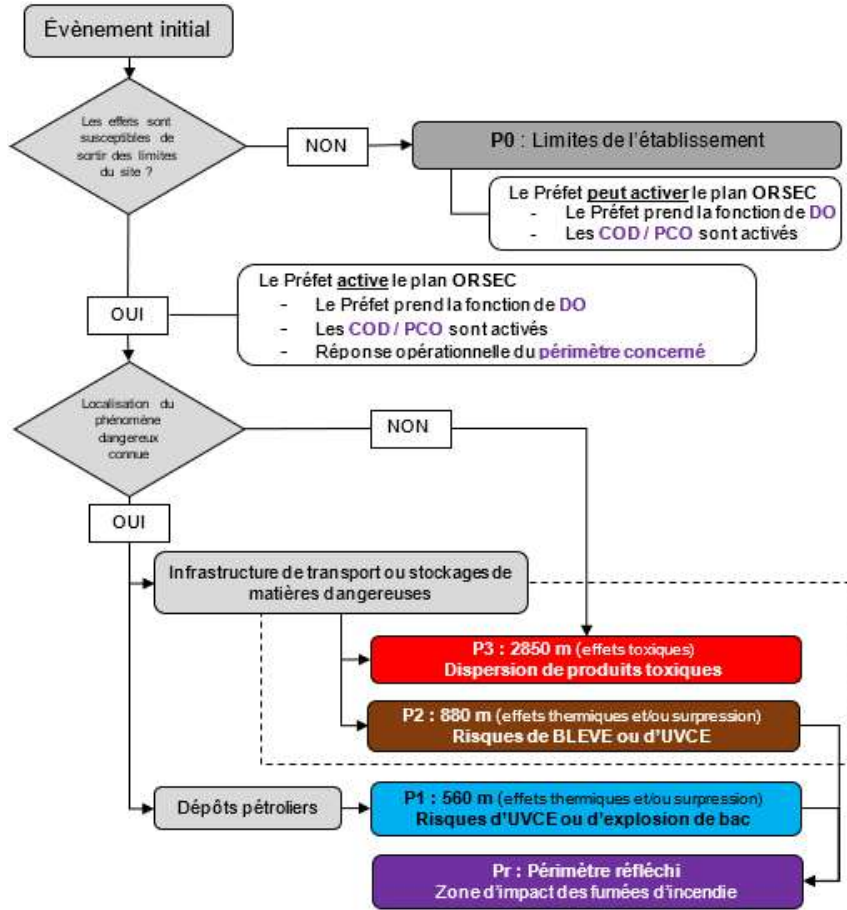 Évènement initial
Les effets sont
susceptibles de
sortir des limites
du site ?
NON
P0 : Limites de l'établissement
Le Préfet peut activer le plan ORSEC
- Le Préfet prend la fonction de DO
- Les COD / PCO sont activés
OUI
Le Préfet active le plan ORSEC
- Le Préfet prend la fonction de DO
- Les COD / PCO sont activés
- Réponse opérationnelle du périmètre concerné
Localisation du
phénomène
dangereux
connue
NON
OUI
Infrastructure de transport ou stockages de
matières dangereuses
P3 : 2850 m (effets toxiques)
Dispersion de produits toxiques
P2 : 880 m (effets thermiques et/ou surpression)
Risques de BLEVE ou d'UVCE
Dépôts pétroliers
P1 : 560 m (effets thermiques et/ou surpression)
Risques d'UVCE ou d'explosion de bac
Pr : Périmètre réfléchi
Zone d'impact des fumées d'incendie